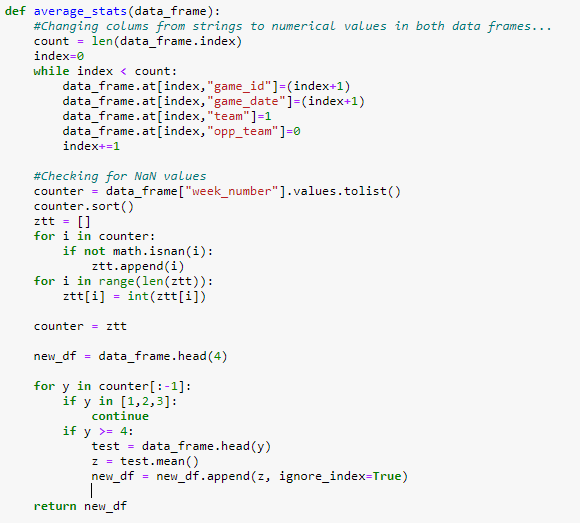 def average_stats(data_frame):
    #Changing colums from strings to numerical values in both data frames...
    count = len(data_frame.index)
    index=0
    while index < count:
        data_frame.at[index,"game_id"]=(index+1)
        data_frame.at[index,"game_date"]=(index+1)
        data_frame.at[index,"team"]=1
        data_frame.at[index,"opp_team"]=0
        index+=1
    #Checking for NaN values
    counter = data_frame["week_number"].values.tolist()
    counter.sort()
    ztt = []
    for i in counter:
        if not math.isnan(i):
            ztt.append(i)
    for i in range(len(ztt)):
        ztt[i] = int(ztt[i])
    counter = ztt
    new_df = data_frame.head(4)
    for y in counter[:-1]:
        if y in [1,2,3]:
            continue
        if y >= 4:
            test = data_frame.head(y)
            z = test.mean()
            new_df = new_df.append(z, ignore_index=True)
    return new_df